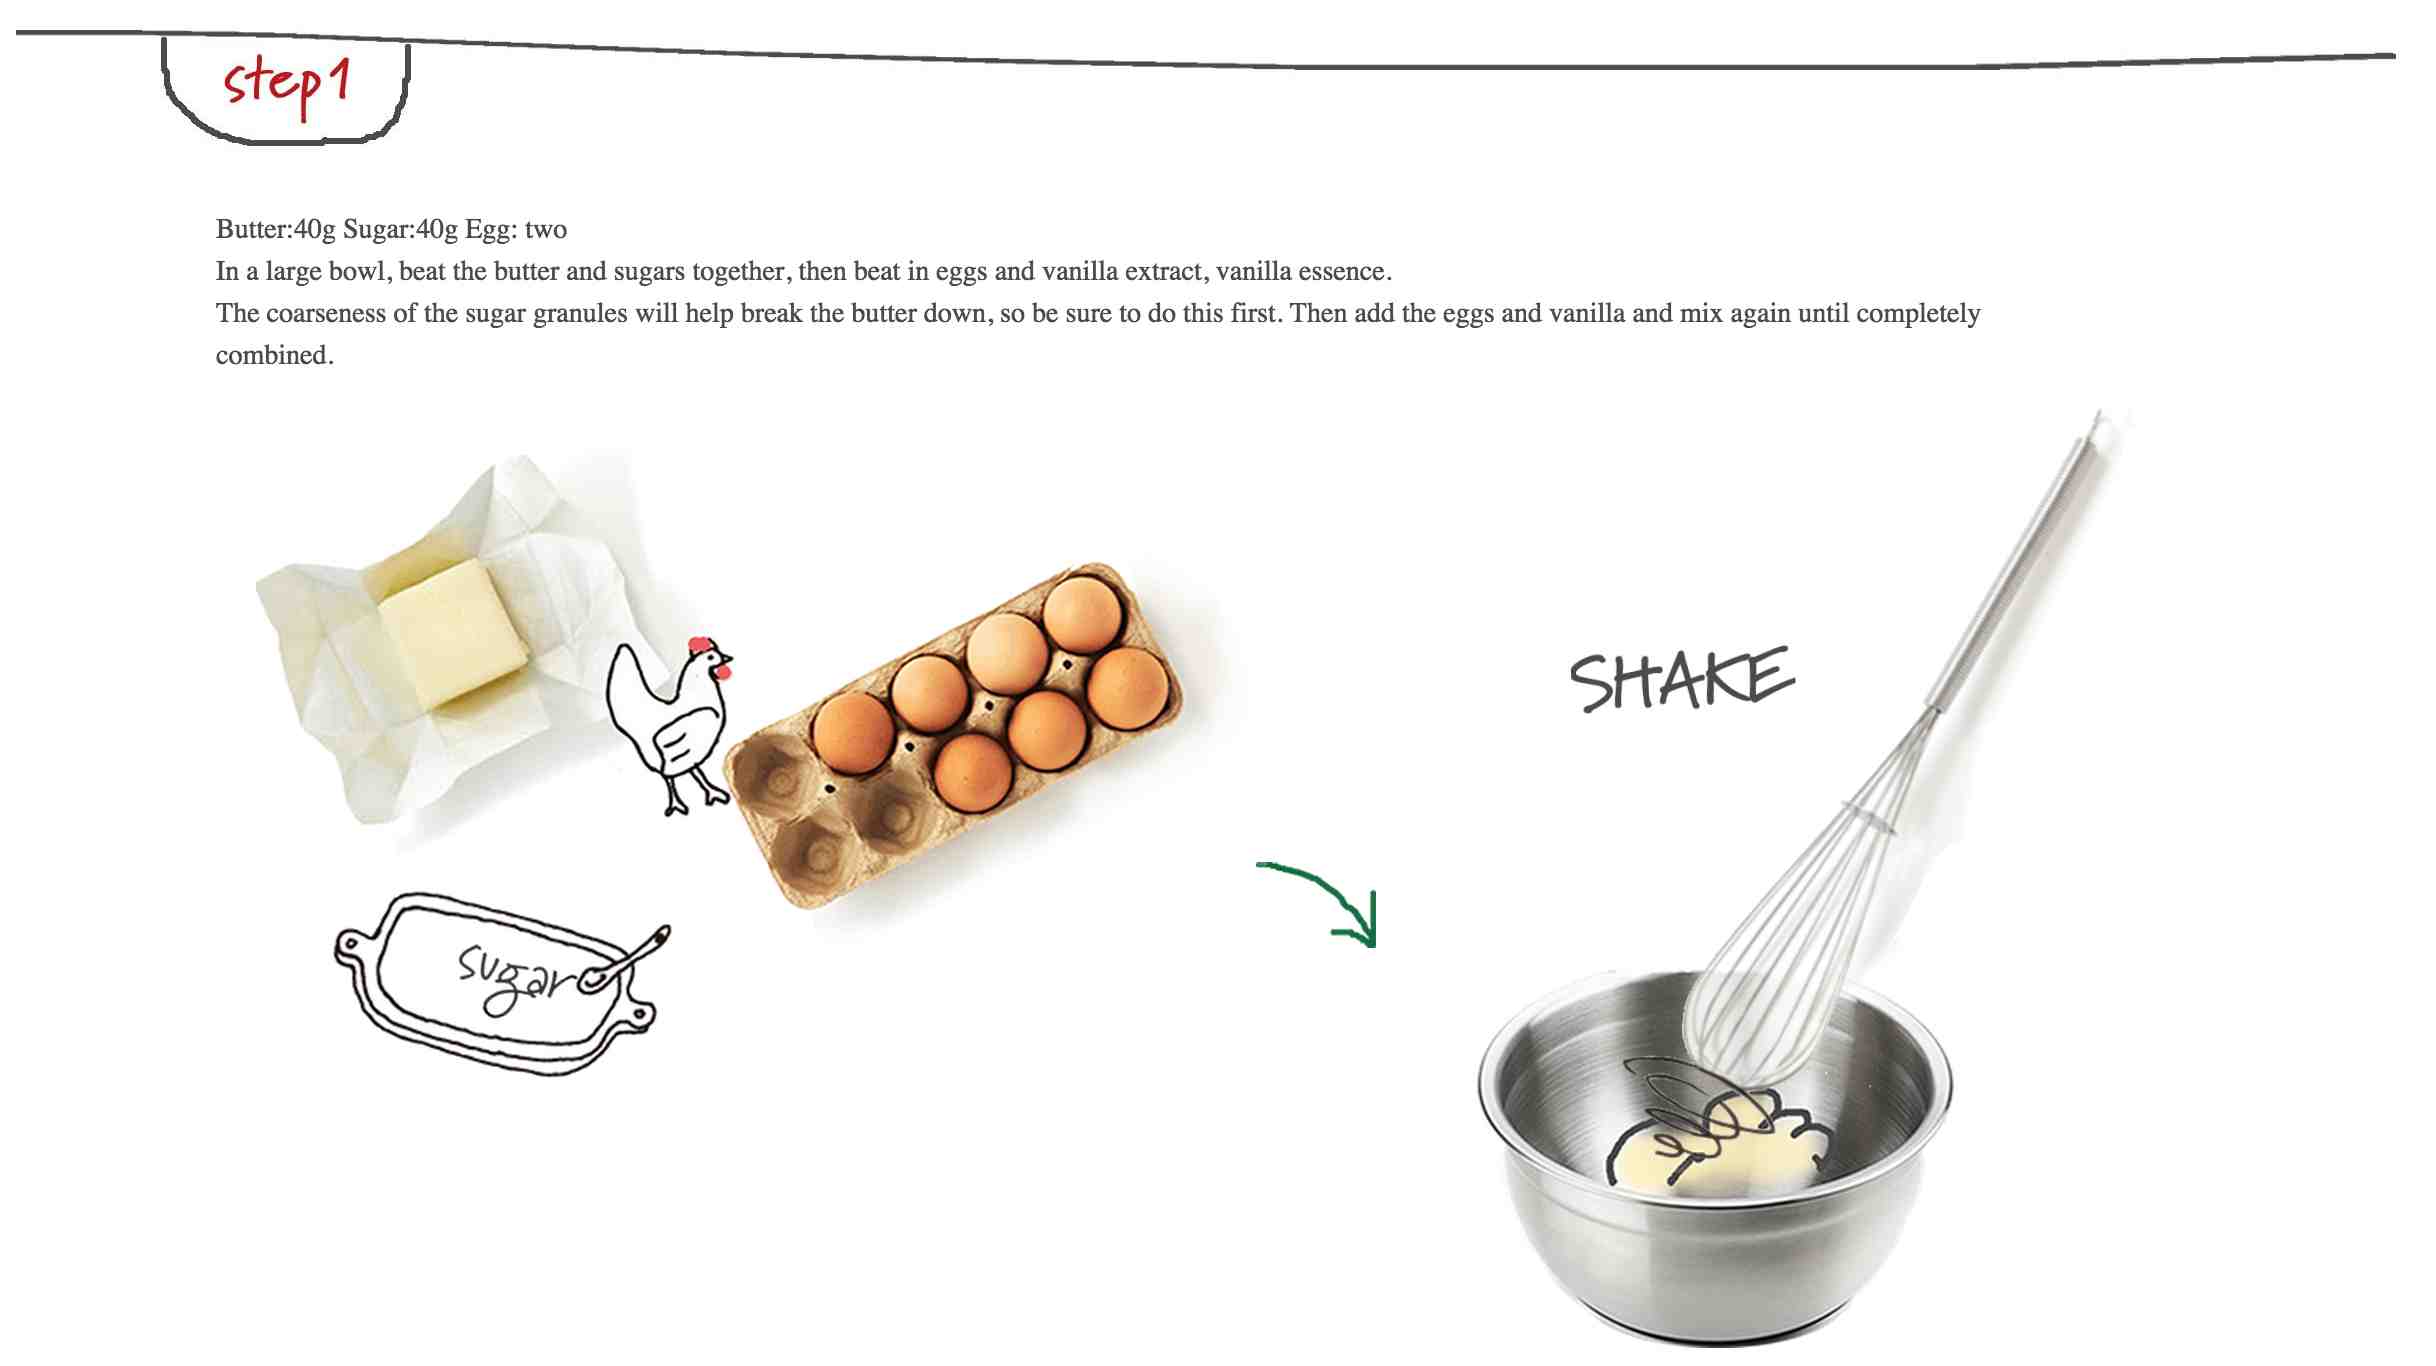 step1
Butter:40g Sugar:40g Egg: two
In a large bowl, beat the butter and sugars together, then beat in eggs and vanilla extract, vanilla essence.
The coarseness of the sugar granules will help break the butter down, so be sure to do this first. Then add the eggs and vanilla and mix again until completely
combined.
SHAKE
sugar